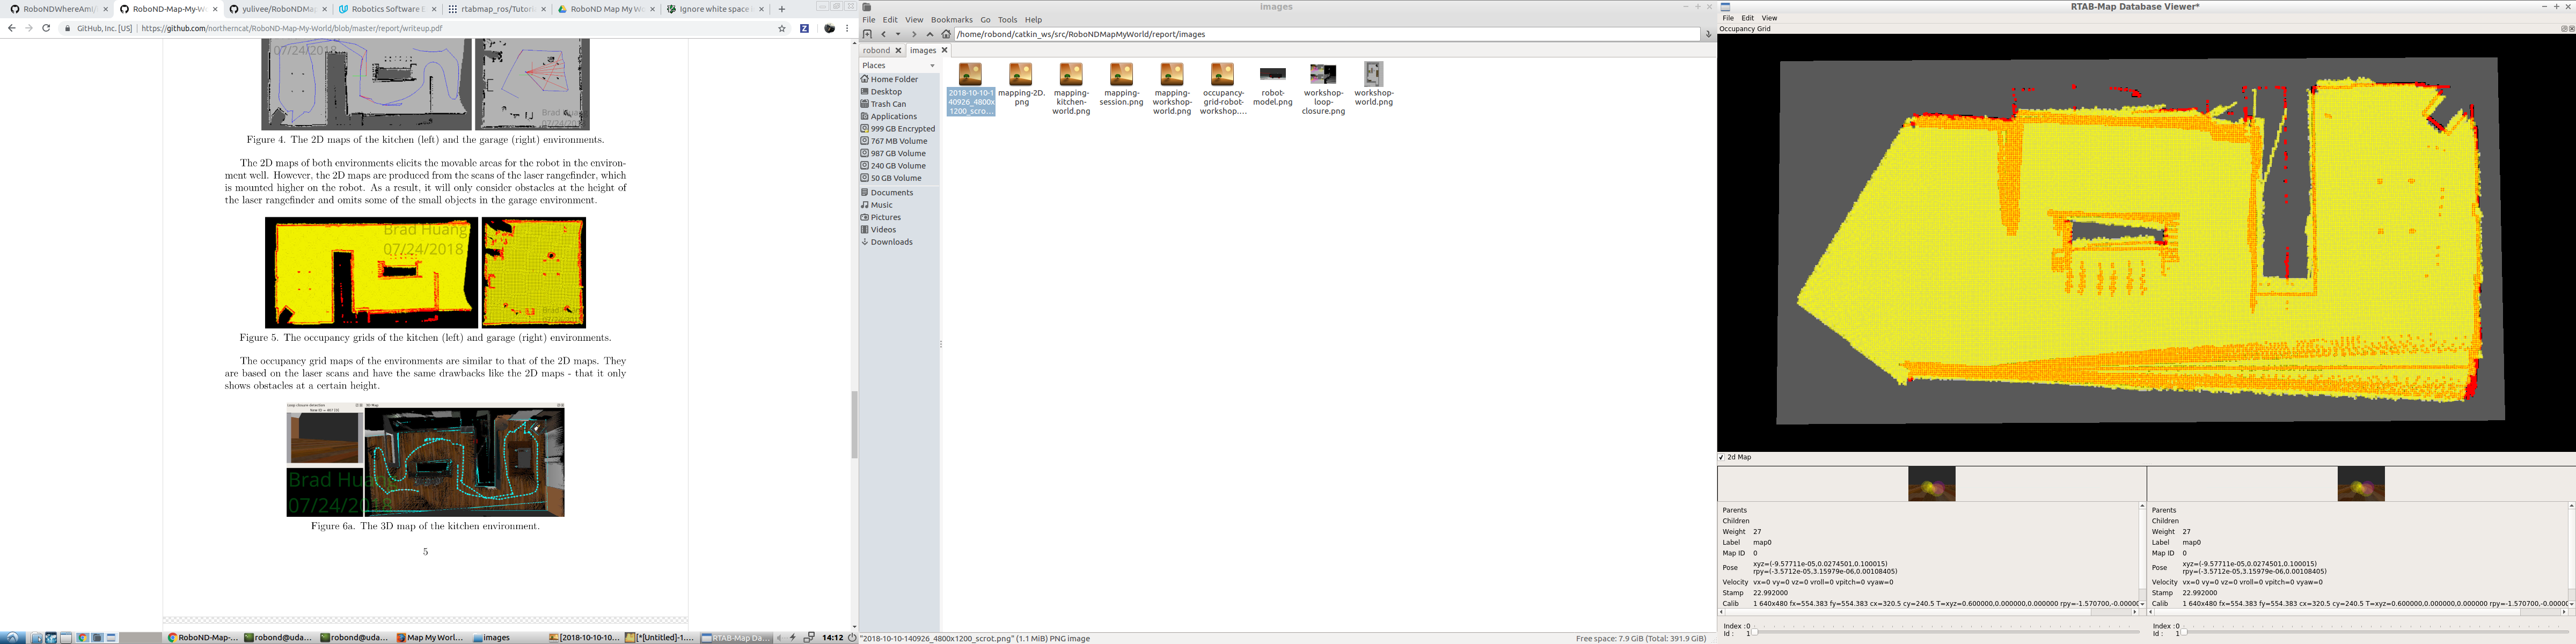 RoboNDWhereAmI/
RoboND-Map-My-Wo
yulivee/RoboNDMa
Robotics Software E
rtabmap_ros/Tutori
RoboND Map My W
Ignore white space i
GitHub, Inc. [US] | https://github.com/northerncat/RoboND-Map-My-World/blob/master/report/writeup.pdf
07/24/2018
Brad Hua
07/24/20
Figure 4. The 2D maps of the kitchen (left) and the garage (right) environments.
The 2D maps of both environments elicits the movable areas for the robot in the environ-
ment well. However, the 2D maps are produced from the scans of the laser rangefinder, which
is mounted higher on the robot. As a result, it will only consider obstacles at the height of
the laser rangefinder and omits some of the small objects in the garage environment.
Brad Huang
07/24/2018
Figure 5. The occupancy grids of the kitchen (left) and garage (right) environments.
The occupancy grid maps of the environments are similar to that of the 2D maps. They
are based on the laser scans and have the same drawbacks like the 2D maps - that it only
shows obstacles at a certain height.
Loop closure detection
3D Map
Brad Huang
07/24/2018
Figure 6a. The 3D map of the kitchen environment.
5
images
File Edit View Bookmarks Go Tools Help
/home/robond/catkin_ws/src/RoboNDMapMyWorld/report/images
robond
images
Places
Home Folder
Desktop
Trash Can
Applications
999 GB Encrypted
767 MB Volume
987 GB Volume
240 GB Volume
50 GB Volume
Documents
Music
Pictures
Videos
Downloads
2018-10-10-1
40926_4800x
1200_scro...
mapping-2D.
png
mapping-
kitchen-
world.png
mapping-
session.png
mapping-
workshop-
world.png
occupancy-
grid-robot-
workshop....
robot-
model.png
workshop-
loop-
closure.png
workshop-
world.png
"2018-10-10-140926_4800x1200_scrot.png" (1.1 MiB) PNG image
Free space: 7.9 GiB (Total: 391.9 GiB)
RTAB-Map Database Viewer*
File Edit View
Occupancy Grid
2d Map
Parents
Children
Weight 27
Label map0
Map ID 0
Pose xyz=(-9.57711e-05,0.0274501,0.100015)
rpy=(-3.5712e-05,3.15979e-06,0.00108405)
Velocity vx=0 vy=0 vz=0 vroll=0 vpitch=0 vyaw=0
Stamp 22.992000
Calib 1 640x480 fx=554.383 fy=554.383 cx=320.5 cy=240.5 T=xyz=0.600000,0.000000,0.000000 rpy=-1.570700,-0.0000
Index : 0
Id : 1
Parents
Children
Weight 27
Label map0
Map ID 0
Pose xyz=(-9.57711e-05,0.0274501,0.100015)
rpy=(-3.5712e-05,3.15979e-06,0.00108405)
Velocity vx=0 vy=0 vz=0 vroll=0 vpitch=0 vyaw=0
Stamp 22.992000
Calib 1 640x480 fx=554.383 fy=554.383 cx=320.5 cy=240.5 T=xyz=0.600000,0.000000,0.000000 rpy=-1.570700,-0.0000
Index : 0
Id : 1
RoboND-Map-...
robond@uda...
robond@uda...
Map My Worl...
images
[2018-10-10-10...
[*[Untitled]-1....
RTAB-Map Da...
14:12